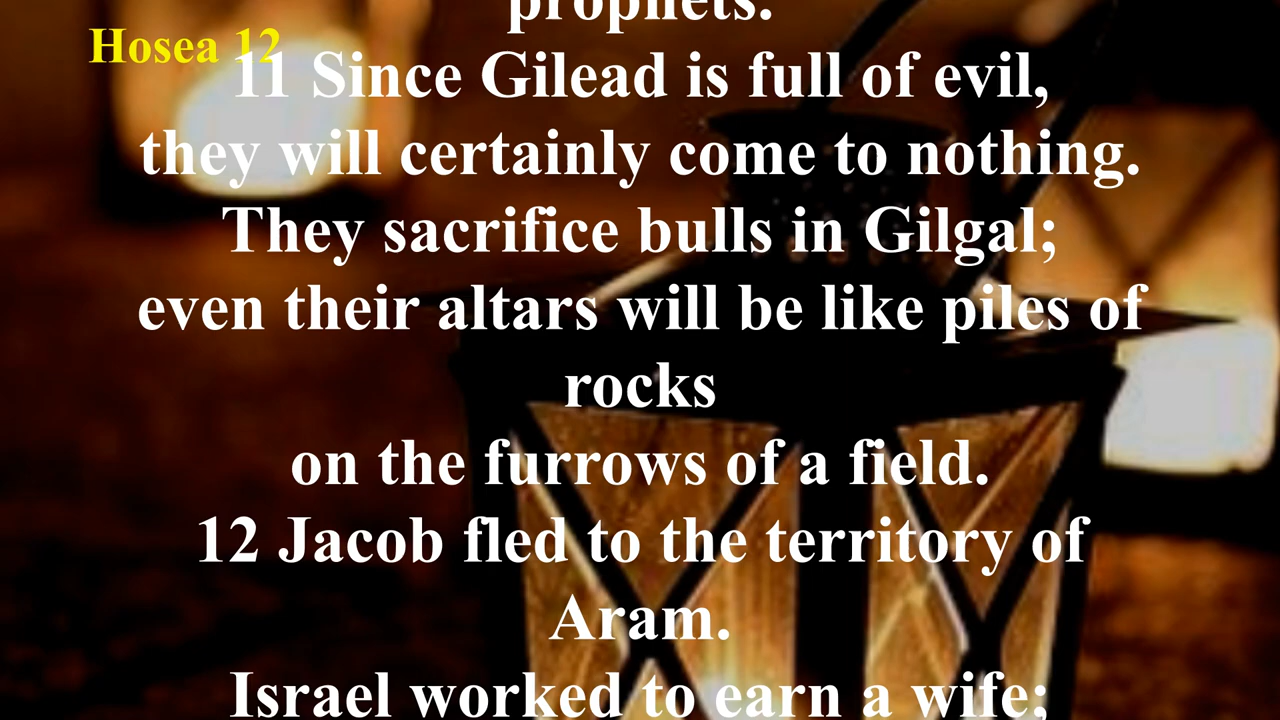 prophets.
Hosea 12
11 Since Gilead is full of evil,
they will certainly come to nothing.
They sacrifice bulls in Gilgal;
even their altars will be like piles of
rocks
on the furrows of a field.
12 Jacob fled to the territory of
Aram.
Israel worked to earn a wife;